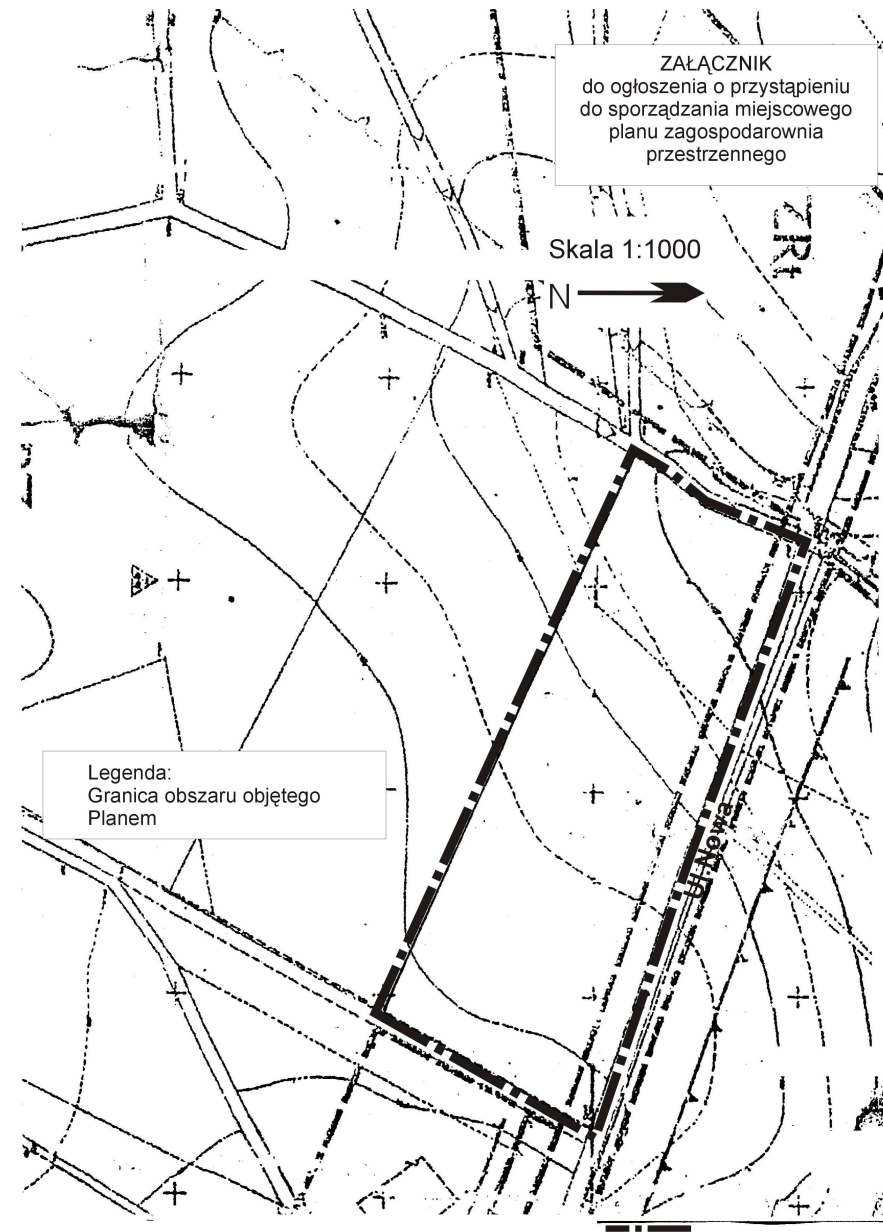 ZAŁĄCZNIK
do ogłoszenia o przystąpieniu
do sporządzania miejscowego
planu zagospodarownia
przestrzennego
Skala 1:1000
N
Legenda:
Granica obszaru objętego
Planem
Ul Nowa